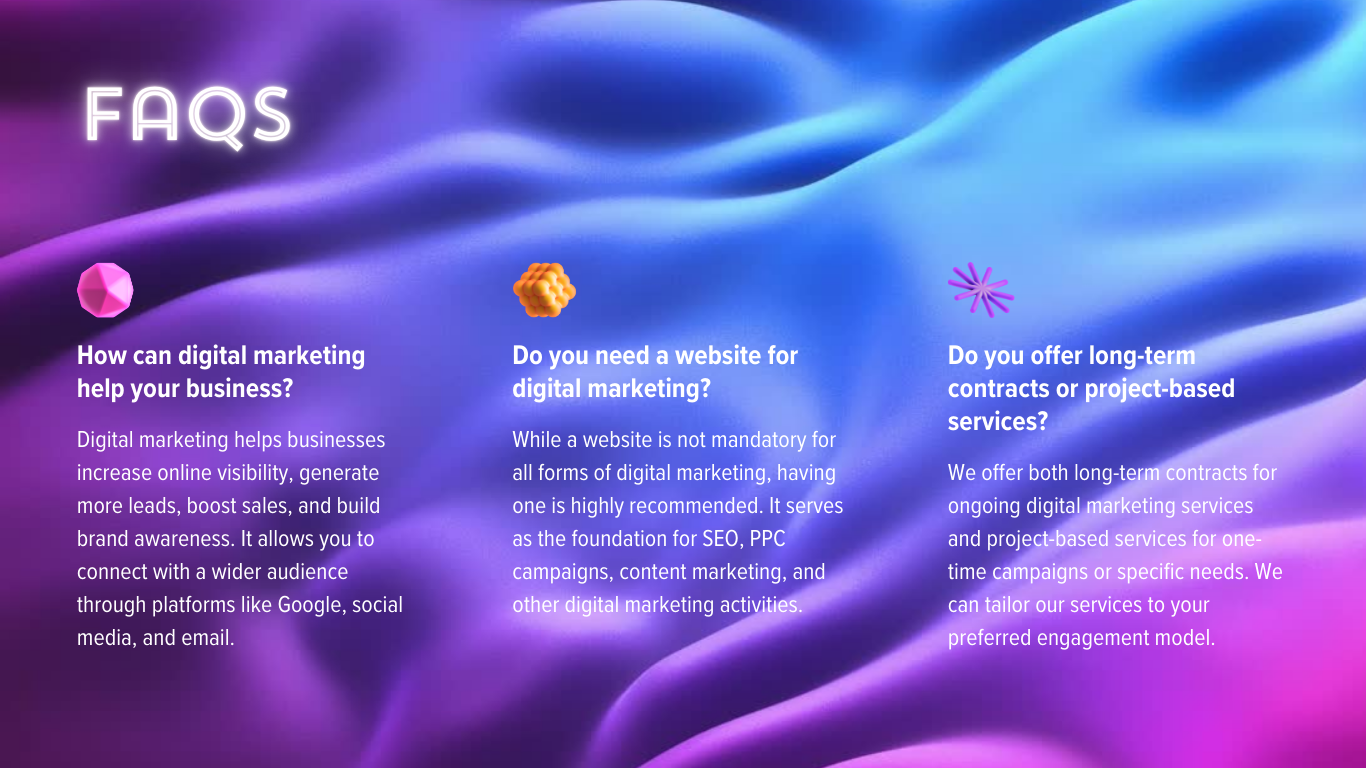 FAQS
How can digital marketing
help your business?
Digital marketing helps businesses
increase online visibility, generate
more leads, boost sales, and build
brand awareness. It allows you to
connect with a wider audience
through platforms like Google, social
media, and email.
Do you need a website for
digital marketing?
While a website is not mandatory for
all forms of digital marketing, having
one is highly recommended. It serves
as the foundation for SEO, PPC
campaigns, content marketing, and
other digital marketing activities.
Do you offer long-term
contracts or project-based
services?
We offer both long-term contracts for
ongoing digital marketing services
and project-based services for one-
time campaigns or specific needs. We
can tailor our services to your
preferred engagement model.